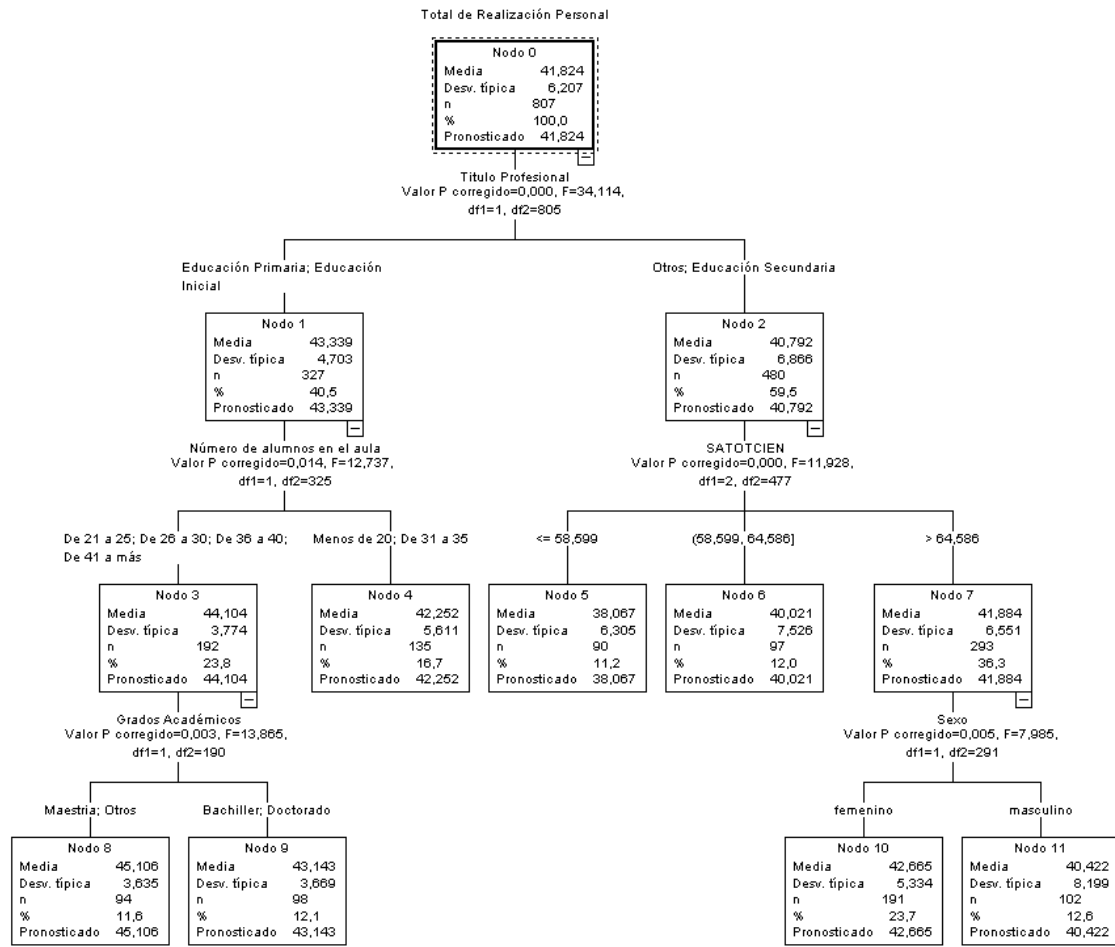 Total de Realización Personal
Nodo 0
Media 41,824
Desv. típica 6,207
n 807
% 100,0
Pronosticado 41,824
Titulo Profesional
Valor P corregido=0,000, F=34,114,
df1=1, df2=805
Educación Primaria; Educación
Inicial
Otros; Educación Secundaria
Nodo 1
Media 43,339
Desv. típica 4,703
n 327
% 40,5
Pronosticado 43,339
Nodo 2
Media 40,792
Desv. típica 6,866
n 480
% 59,5
Pronosticado 40,792
Número de alumnos en el aula
Valor P corregido=0,014, F=12,737,
df1=1, df2=325
SATOTCIEN
Valor P corregido=0,000, F=11,928,
df1=2, df2=477
De 21 a 25; De 26 a 30; De 36 a 40;
De 41 a más
Menos de 20; De 31 a 35
<= 58,599
(58,599, 64,586]
> 64,586
Nodo 3
Media 44,104
Desv. típica 3,774
n 192
% 23,8
Pronosticado 44,104
Nodo 4
Media 42,252
Desv. típica 5,611
n 135
% 16,7
Pronosticado 42,252
Nodo 5
Media 38,067
Desv. típica 6,305
n 90
% 11,2
Pronosticado 38,067
Nodo 6
Media 40,021
Desv. típica 7,526
n 97
% 12,0
Pronosticado 40,021
Nodo 7
Media 41,884
Desv. típica 6,551
n 293
% 36,3
Pronosticado 41,884
Grados Académicos
Valor P corregido=0,003, F=13,865,
df1=1, df2=190
Sexo
Valor P corregido=0,005, F=7,985,
df1=1, df2=291
Maestria; Otros
Bachiller; Doctorado
femenino
masculino
Nodo 8
Media 45,106
Desv. típica 3,635
n 94
% 11,6
Pronosticado 45,106
Nodo 9
Media 43,143
Desv. típica 3,669
n 98
% 12,1
Pronosticado 43,143
Nodo 10
Media 42,665
Desv. típica 5,334
n 191
% 23,7
Pronosticado 42,665
Nodo 11
Media 40,422
Desv. típica 8,199
n 102
% 12,6
Pronosticado 40,422